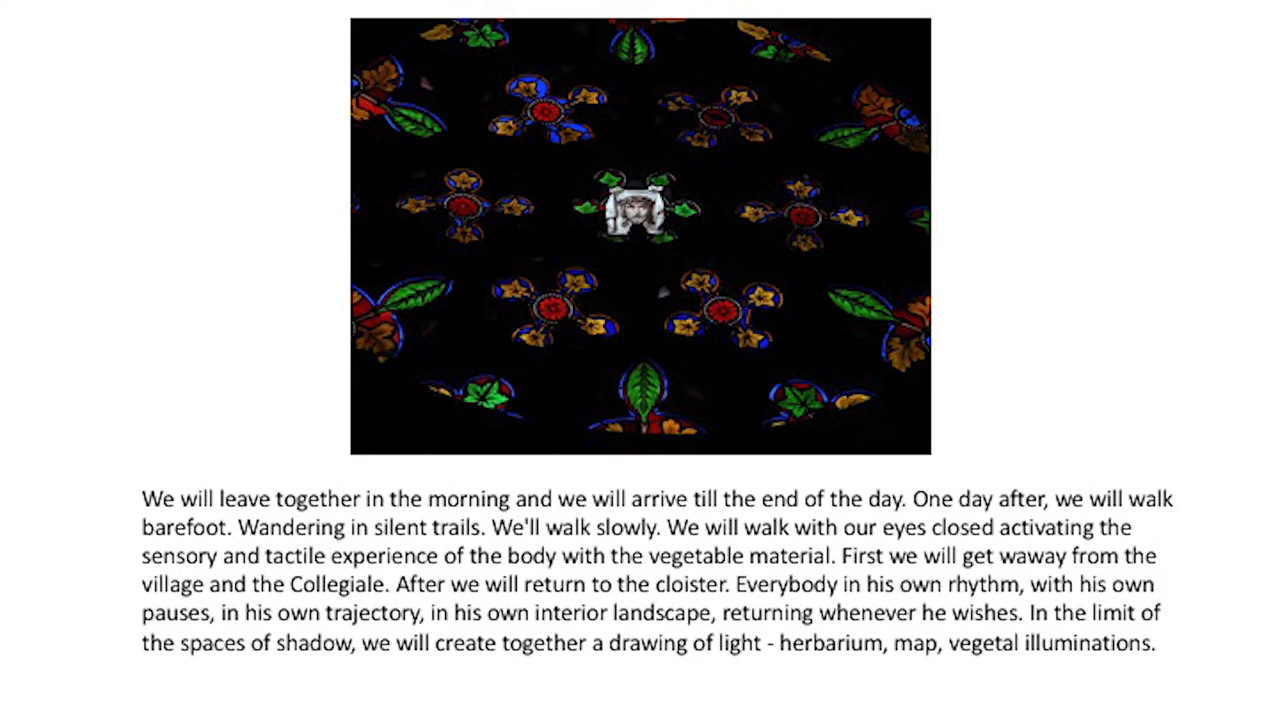 We will leave together in the morning and we will arrive till the end of the day. One day after, we will walk
barefoot. Wandering in silent trails. We'll walk slowly. We will walk with our eyes closed activating the
sensory and tactile experience of the body with the vegetable material. First we will get waway from the
village and the Collegiale. After we will return to the cloister. Everybody in his own rhythm, with his own
pauses, in his own trajectory, in his own interior landscape, returning whenever he wishes. In the limit of
the spaces of shadow, we will create together a drawing of light - herbarium, map, vegetal illuminations.